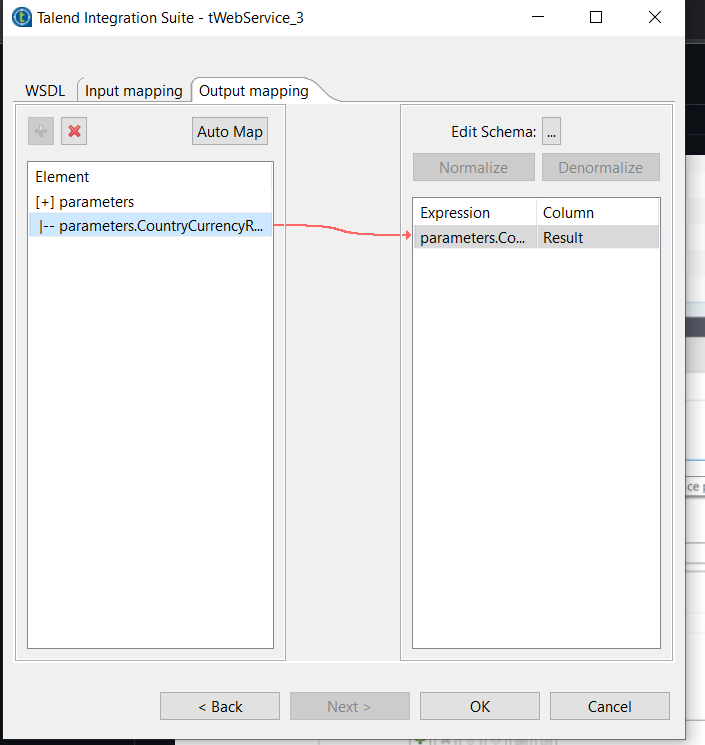 Talend Integration Suite - tWebService_3
WSDL
Input mapping
Output mapping
Auto Map
Element
[+] parameters
|-- parameters.CountryCurrencyR...
Edit Schema: ...
Normalize
Denormalize
Expression Column
parameters.Co... Result
< Back
Next >
OK
Cancel
ce